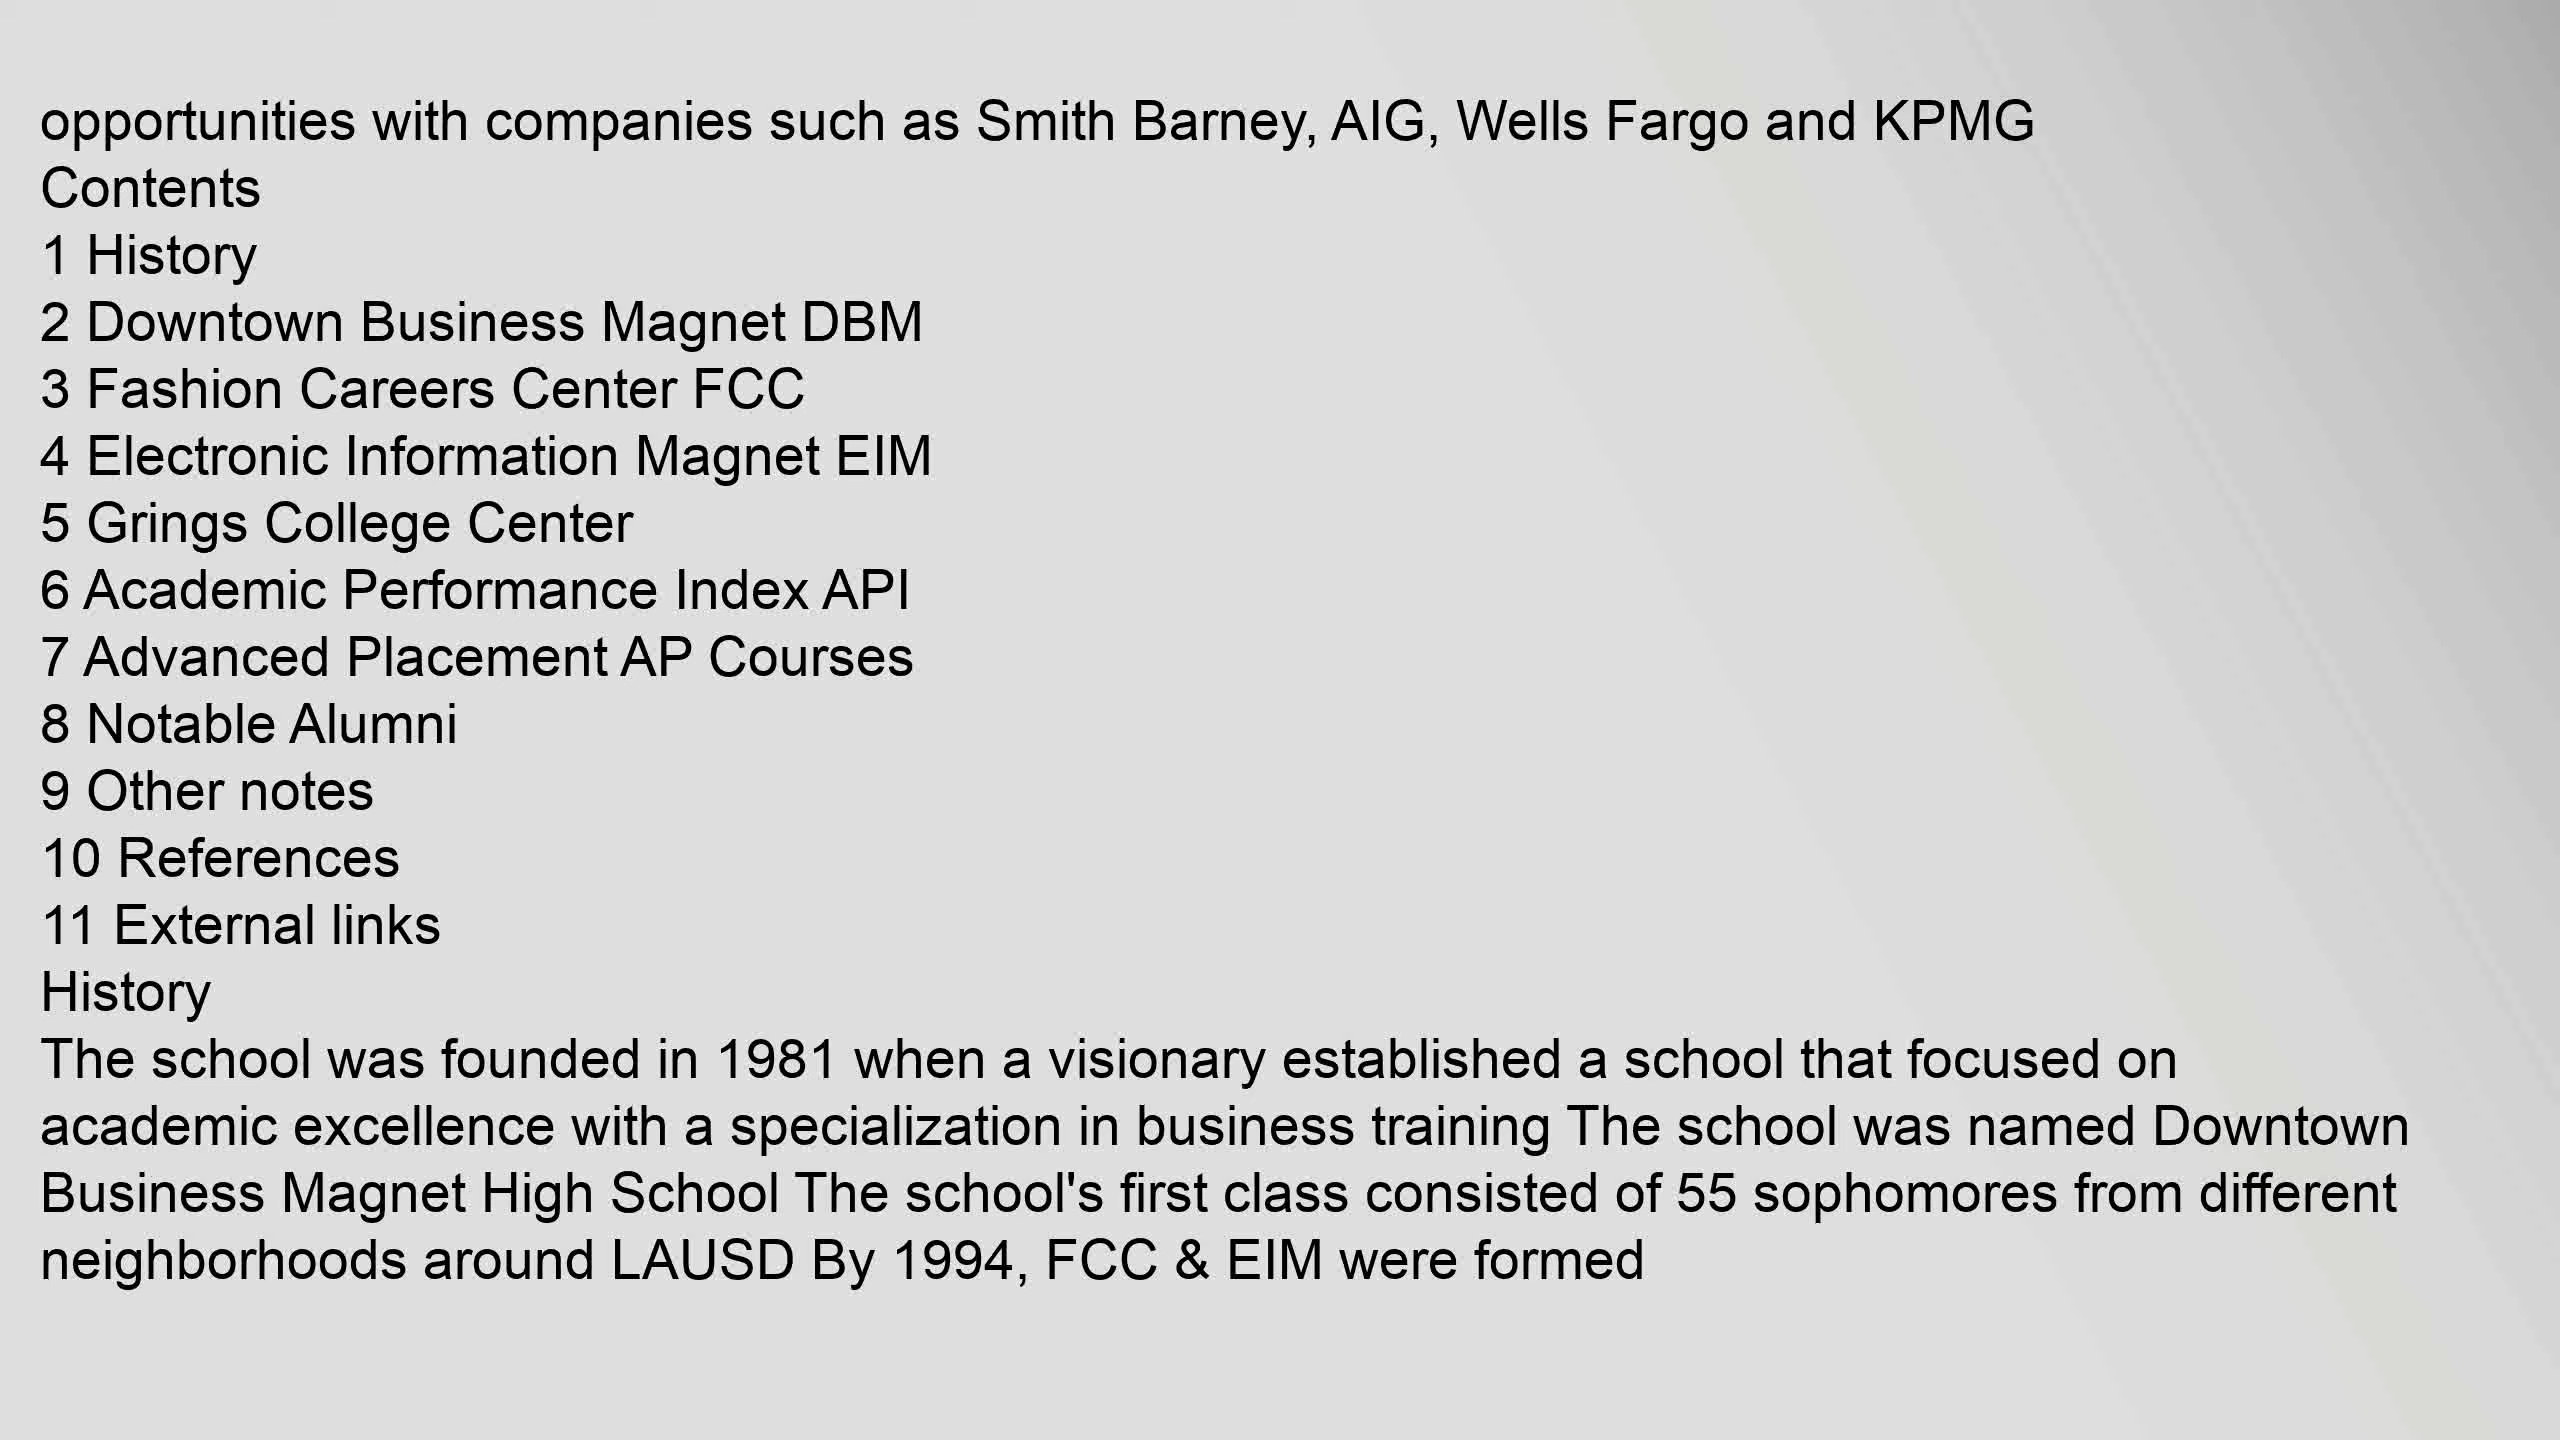 opportunities with companies such as Smith Barney, AIG, Wells Fargo and KPMG
Contents
1 History
2 Downtown Business Magnet DBM
3 Fashion Careers Center FCC
4 Electronic Information Magnet EIM
5 Grings College Center
6 Academic Performance Index API
7 Advanced Placement AP Courses
8 Notable Alumni
9 Other notes
10 References
11 External links
History
The school was founded in 1981 when a visionary established a school that focused on
academic excellence with a specialization in business training The school was named Downtown
Business Magnet High School The school's first class consisted of 55 sophomores from different
neighborhoods around LAUSD By 1994, FCC & EIM were formed